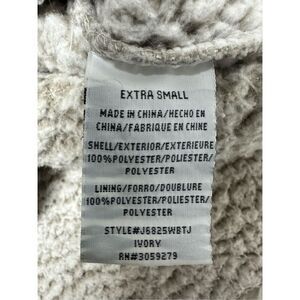 EXTRA SMALL
MADE IN CHINA/HECHO EN
CHINA/FABRIQUE EN CHINE
SHELL/EXTERIOR/EXTERIEURE
100%POLYESTER/POLIESTER/
POLYESTER
LINING/FORRO/DOUBLURE
100%POLYESTER/POLIESTER/
POLYESTER
STYLE#J6825WBTJ
IVORY
RN#3059279